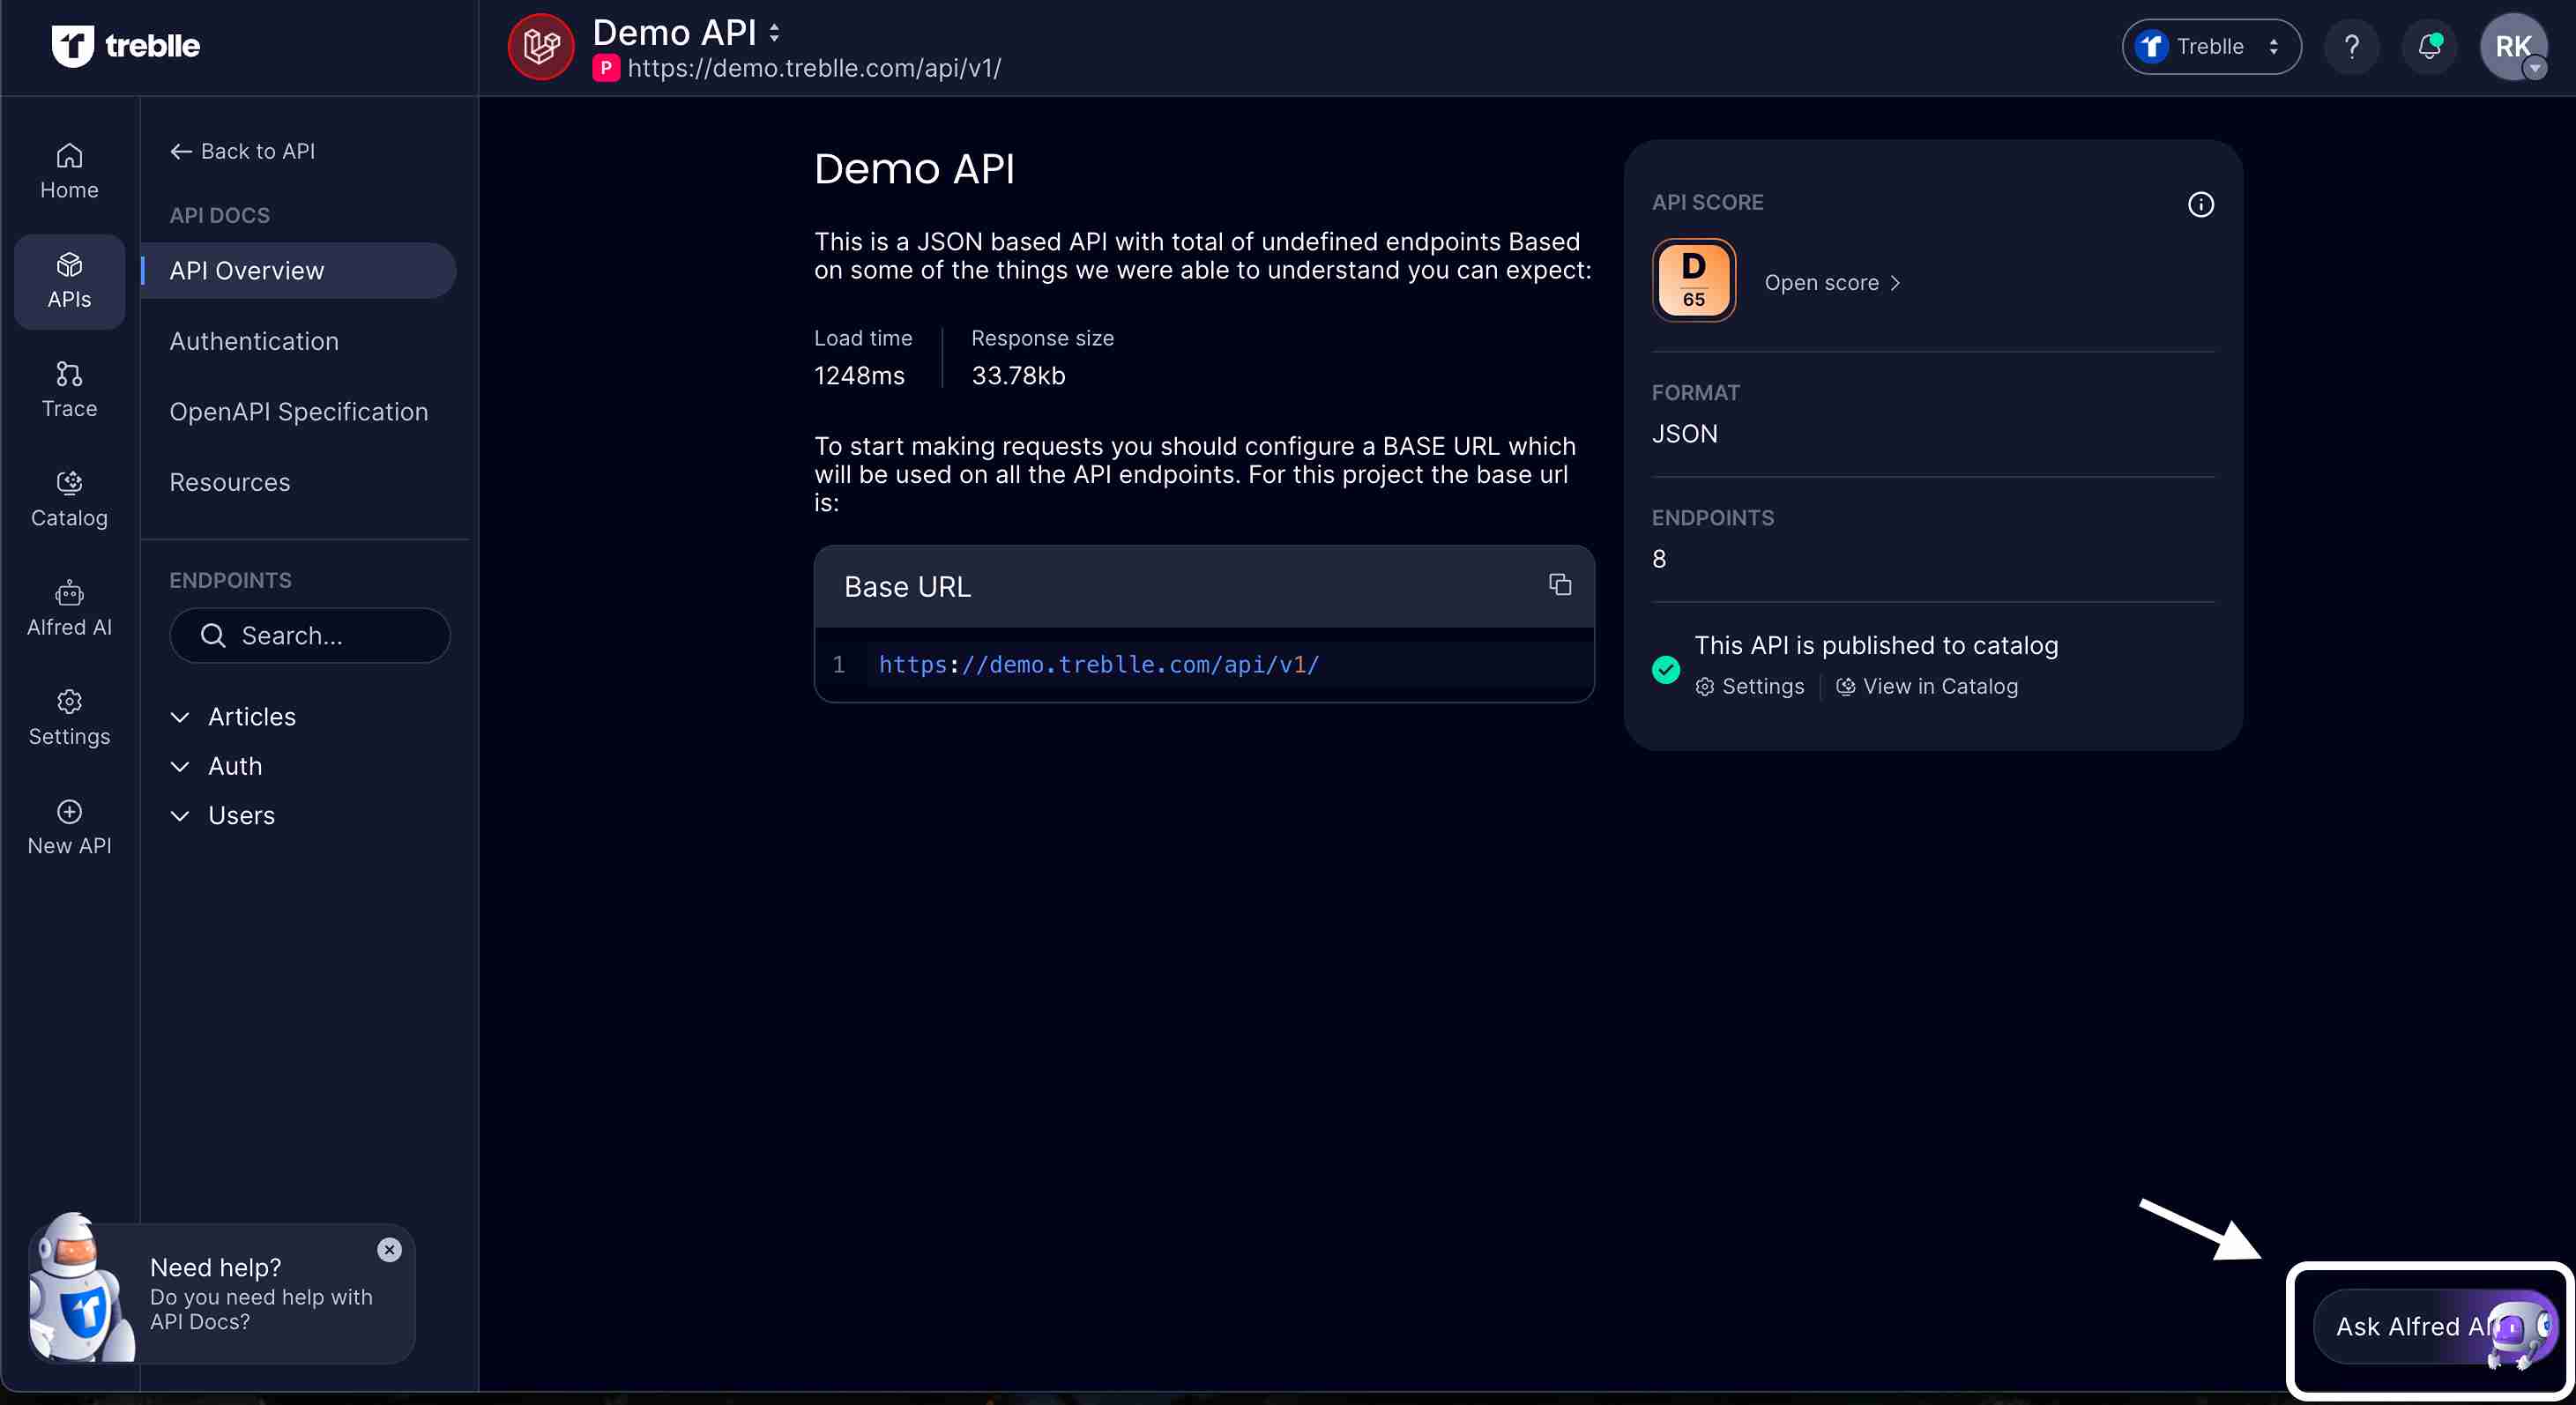 treblle
Demo API
P https://demo.treblle.com/api/v1/
Treblle
?
RK
Home
APIs
Trace
Catalog
Alfred AI
Settings
New API
Back to API
API DOCS
API Overview
Authentication
OpenAPI Specification
Resources
ENDPOINTS
Search...
Articles
Auth
Users
Need help?
Do you need help with
API Docs?
Demo API
This is a JSON based API with total of undefined endpoints Based
on some of the things we were able to understand you can expect:
Load time
1248ms
Response size
33.78kb
To start making requests you should configure a BASE URL which
will be used on all the API endpoints. For this project the base url
is:
Base URL
1 https://demo.treblle.com/api/v1/
API SCORE
D
65
Open score
FORMAT
JSON
ENDPOINTS
8
This API is published to catalog
Settings
View in Catalog
Ask Alfred AI